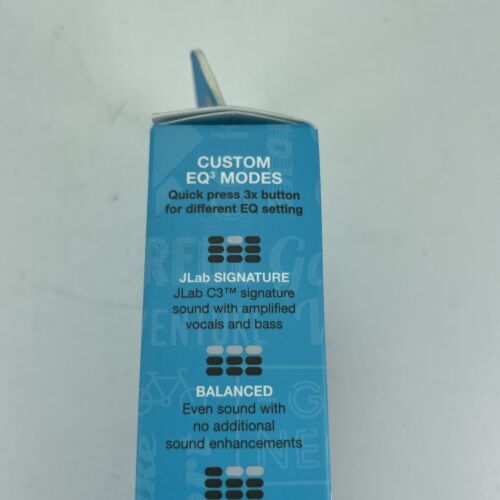 CUSTOM
EQ³ MODES
Quick press 3x button
for different EQ setting
JLab SIGNATURE
JLab C3™ signature
sound with amplified
vocals and bass
BALANCED
Even sound with
no additional
sound enhancements